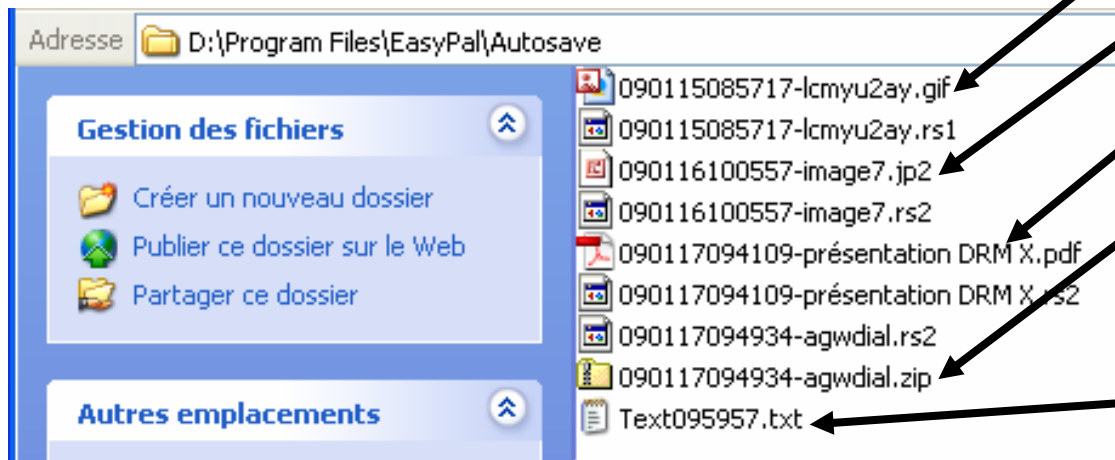 Adresse D:\Program Files\EasyPal\Autosave
Gestion des fichiers
Créer un nouveau dossier
Publier ce dossier sur le Web
Partager ce dossier
Autres emplacements
090115085717-lcmyu2ay.gif
090115085717-lcmyu2ay.rs1
090116100557-image7.jp2
090116100557-image7.rs2
090117094109-présentation DRM X.pdf
090117094109-présentation DRM X.rs2
090117094934-agwdial.rs2
090117094934-agwdial.zip
Text095957.txt